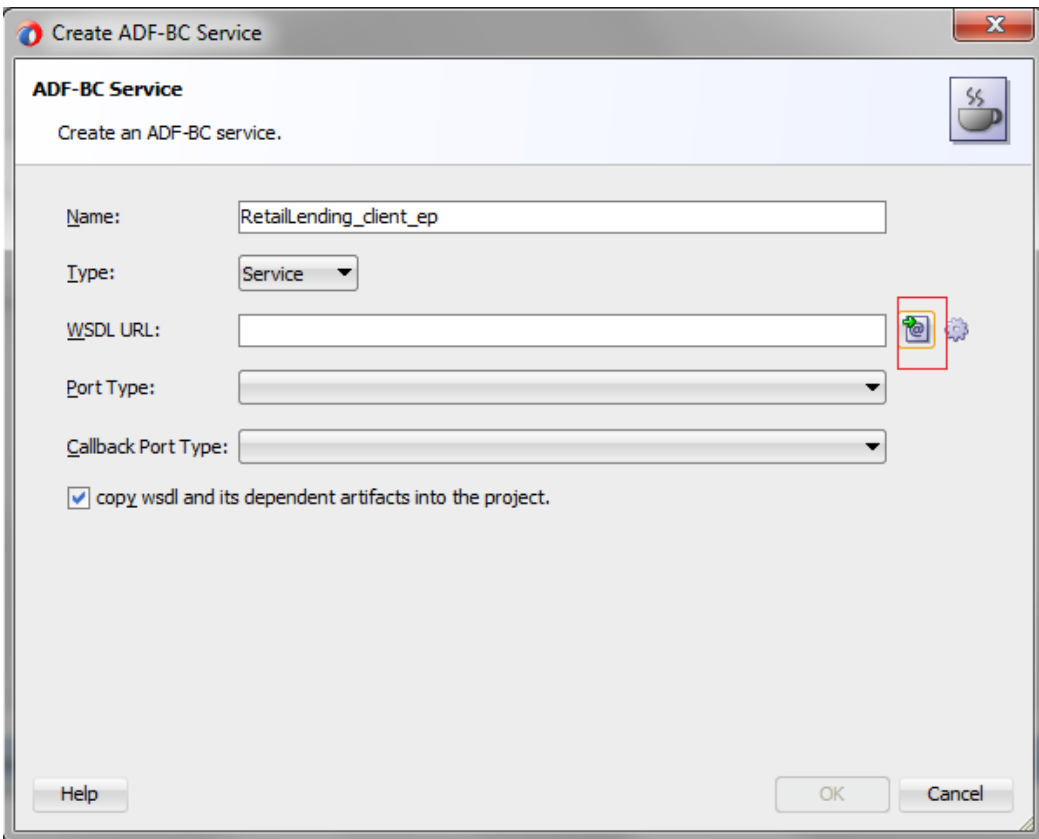 Create ADF-BC Service
ADF-BC Service
Create an ADF-BC service.
Name: RetailLending_client_ep
Type: Service
WSDL URL:
Port Type:
Callback Port Type:
copy wsdl and its dependent artifacts into the project.
Help OK Cancel